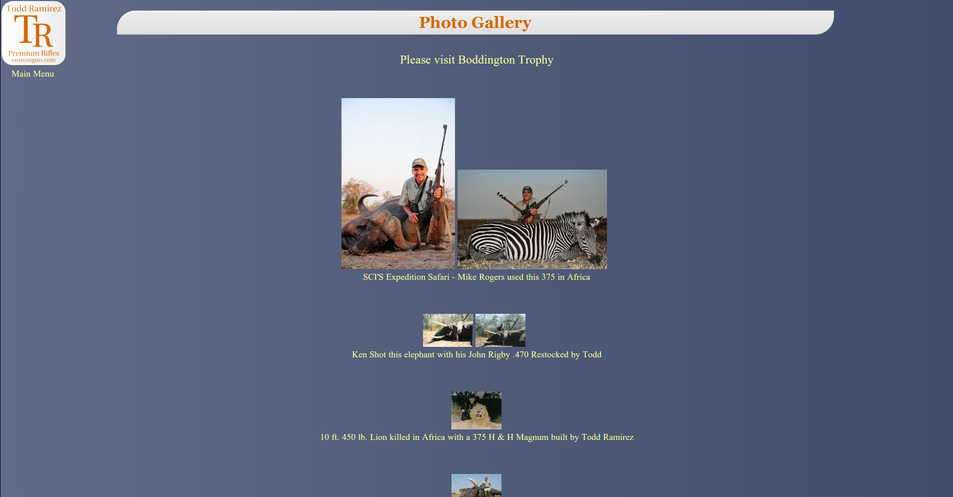 Todd Ramirez
TR
Premium Rifles
customgun.com
Main Menu
Photo Gallery
Please visit Boddington Trophy
SCI'S Expedition Safari - Mike Rogers used this 375 in Africa
Ken Shot this elephant with his John Rigby .470 Restocked by Todd
10 ft. 450 lb. Lion killed in Africa with a 375 H & H Magnum built by Todd Ramirez